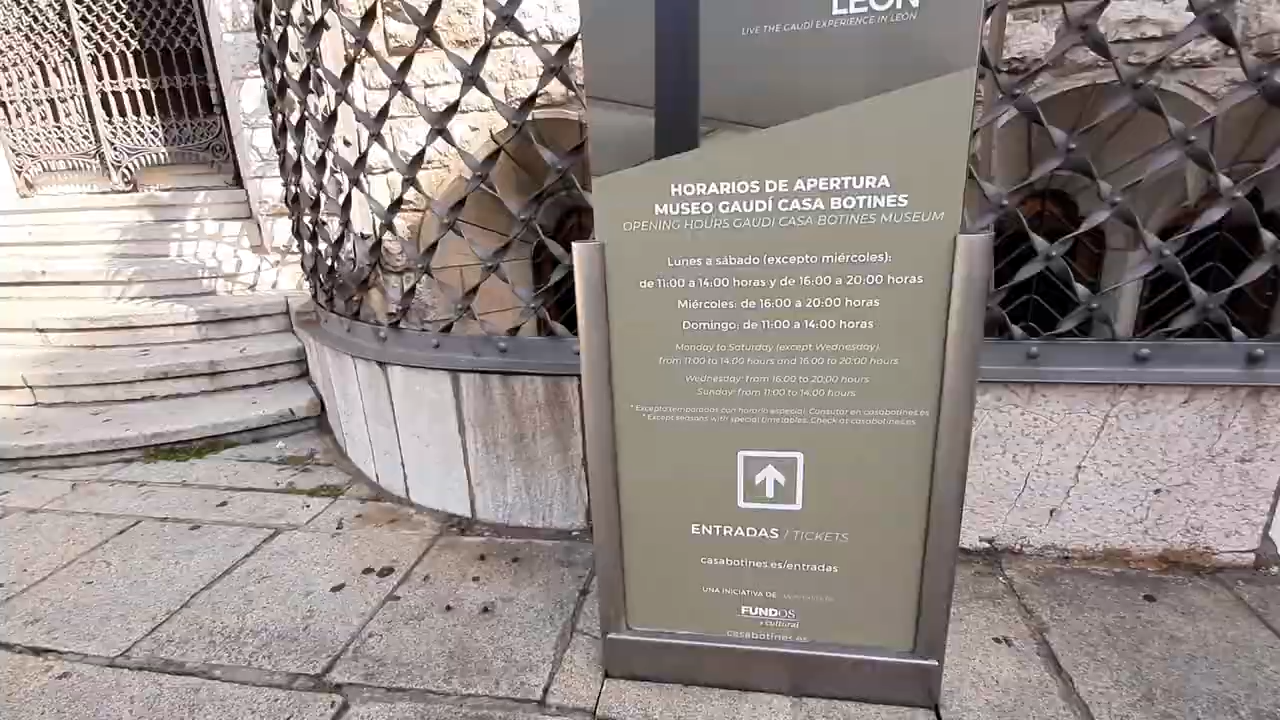 LEÓN
LIVE THE GAUDÍ EXPERIENCE IN LEÓN
HORARIOS DE APERTURA
MUSEO GAUDÍ CASA BOTINES
OPENING HOURS GAUDÍ CASA BOTINES MUSEUM
Lunes a sábado (excepto miércoles):
de 11:00 a 14:00 horas y de 16:00 a 20:00 horas
Miércoles: de 16:00 a 20:00 horas
Domingo: de 11:00 a 14:00 horas
Monday to Saturday (except Wednesday):
from 11:00 to 14:00 hours and 16:00 to 20:00 hours
Wednesday: from 16:00 to 20:00 hours
Sunday: from 11:00 to 14:00 hours
* Excepto temporadas con horario especial. Consultar en casabotines.es
* Except seasons with special timetables. Check at casabotines.es
ENTRADAS / TICKETS
casabotines.es/entradas
UNA INICIATIVA DE
FUNDOS
cultural
casabotines.es